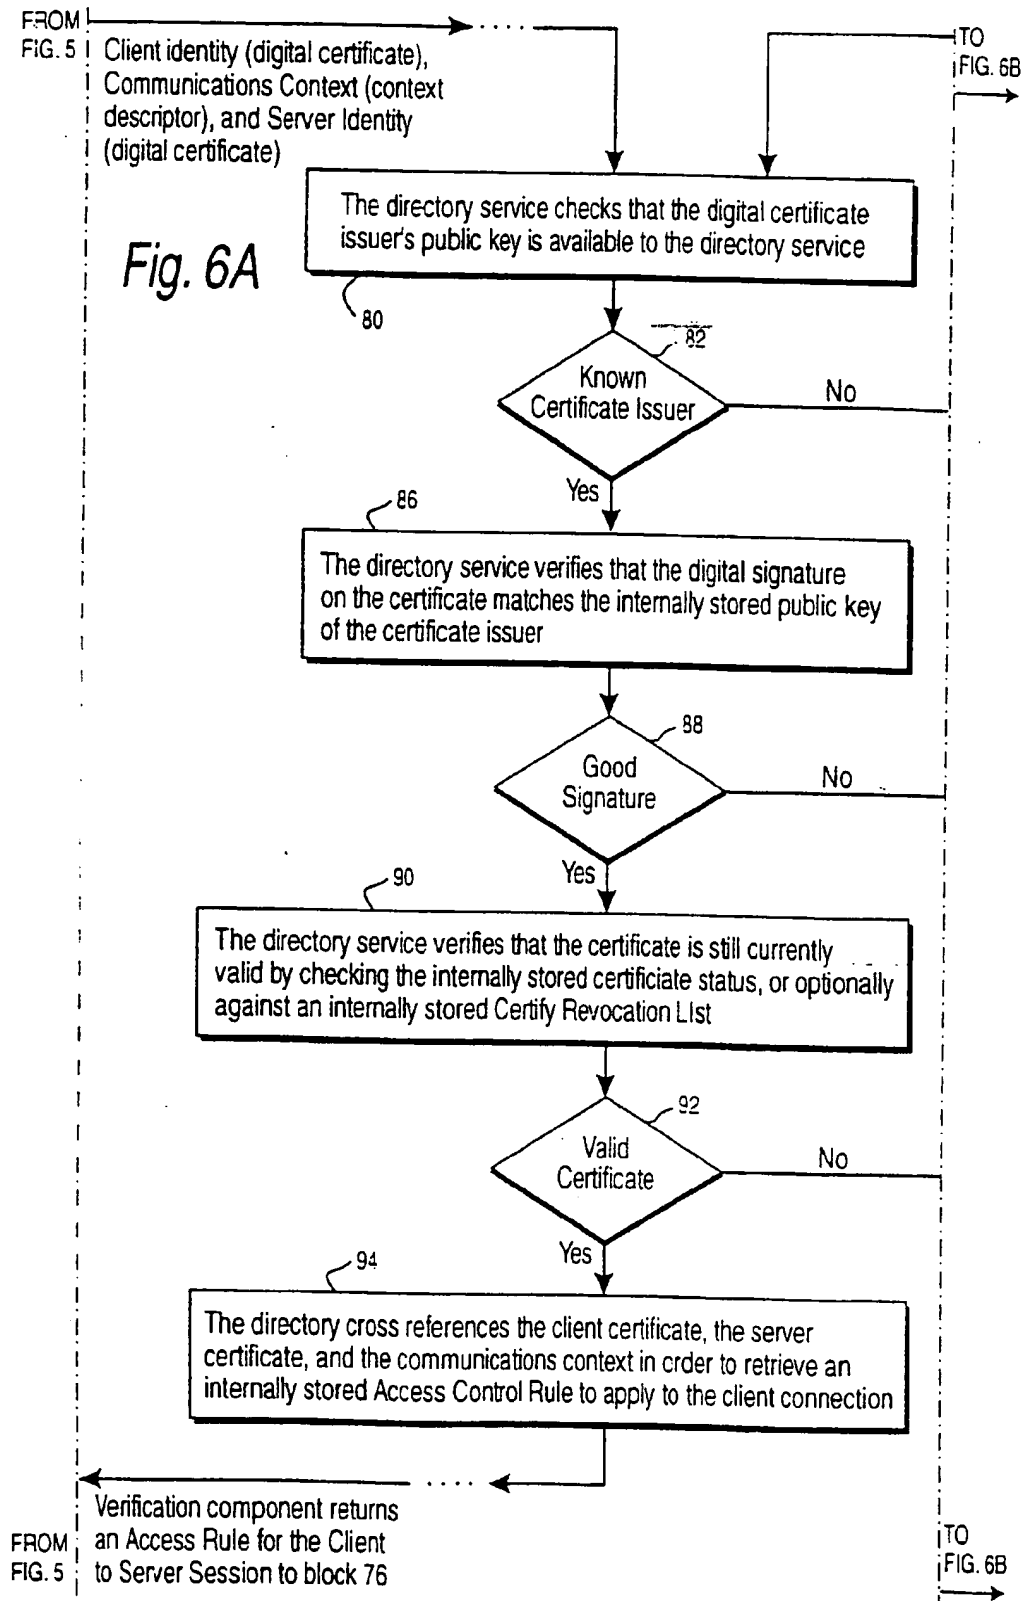 FROM
FIG. 5
Client identity (digital certificate),
Communications Context (context
descriptor), and Server Identity
(digital certificate)
TO
FIG. 6B
Fig. 6A
The directory service checks that the digital certificate
issuer's public key is available to the directory service
80
82
Known
Certificate Issuer
No
Yes
86
The directory service verifies that the digital signature
on the certificate matches the internally stored public key
of the certificate issuer
88
Good
Signature
No
Yes
90
The directory service verifies that the certificate is still currently
valid by checking the internally stored certificiate status, or optionally
against an internally stored Certify Revocation LIst
92
Valid
Certificate
No
Yes
94
The directory cross references the client certificate, the server
certificate, and the communications context in order to retrieve an
internally stored Access Control Rule to apply to the client connection
Verification component returns
an Access Rule for the Client
to Server Session to block 76
FROM
FIG. 5
TO
FIG. 6B